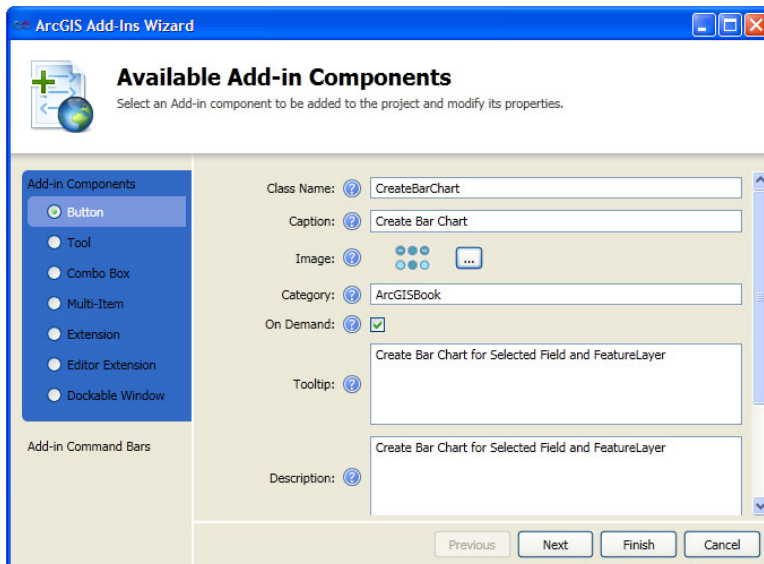 ArcGIS Add-Ins Wizard
Available Add-in Components
Select an Add-in component to be added to the project and modify its properties.
Add-in Components
Button
Tool
Combo Box
Multi-Item
Extension
Editor Extension
Dockable Window
Add-in Command Bars
Class Name: CreateBarChart
Caption: Create Bar Chart
Image: ...
Category: ArcGISBook
On Demand:
Tooltip: Create Bar Chart for Selected Field and FeatureLayer
Description: Create Bar Chart for Selected Field and FeatureLayer
Previous Next Finish Cancel